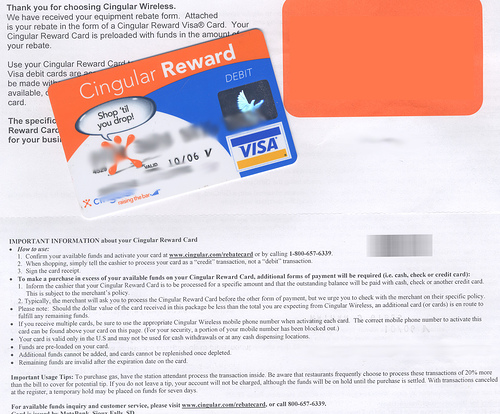 Thank you for choosing Cingular Wireless.
We have received your equipment rebate form. Attached
is your rebate in the form of a Cingular Reward Visa® Card. Your
Cingular Reward Card is preloaded with funds in the amount of
your rebate.
Use your Cingular Reward Card
Visa debit cards are
be made with
available,
card.
The specific
Reward Card
for your
Cingular Reward
DEBIT
Shop 'til
you drop!
VALID
10/06 V
VISA
raising the bar
IMPORTANT INFORMATION about your Cingular Reward Card
• How to use:
1. Confirm your available funds and activate your card at www.cingular.com/rebatecard or by calling 1-800-657-6339.
2. When shopping, simply tell the cashier to process your card as a "credit" transaction, not a "debit" transaction.
3. Sign the card receipt.
• To make a purchase in excess of your available funds on your Cingular Reward Card, additional forms of payment will be required (i.e. cash, check or credit card):
1. Inform the cashier that your Cingular Reward Card is to be processed for a specific amount and that the outstanding balance will be paid with cash, check or another credit card.
This is subject to the merchant's policy.
2. Typically, the merchant will ask you to process the Cingular Reward Card before the other form of payment, but we urge you to check with the merchant on their specific policy.
• Please note: Should the dollar value of the card received in this package be less than the total you are expecting from Cingular Wireless, an additional card (or cards) is en route to
fulfill any remaining funds.
• If you receive multiple cards, be sure to use the appropriate Cingular Wireless mobile phone number when activating each card. The correct mobile phone number to activate this
card can be found above your card on this page. (For your security, a portion of your mobile number has been blocked out.)
• Your card is valid only in the U.S and may not be used for cash withdrawals or at any cash dispensing locations.
• Funds are pre-loaded on your card.
• Additional funds cannot be added, and cards cannot be replenished once depleted.
• Remaining funds are invalid after the expiration date on the card.
Important Usage Tips: To purchase gas, have the station attendant process the transaction inside. Be aware that restaurants frequently choose to process these transactions of 20% more
than the bill to cover for potential tip. If you do not leave a tip, your account will not be charged, although the funds will be on hold until the purchase is settled. With transactions canceled
at the register, a temporary hold may be placed on funds for seven days.
For available funds inquiry and customer service, please visit www.cingular.com/rebatecard, or call 800-657-6339.